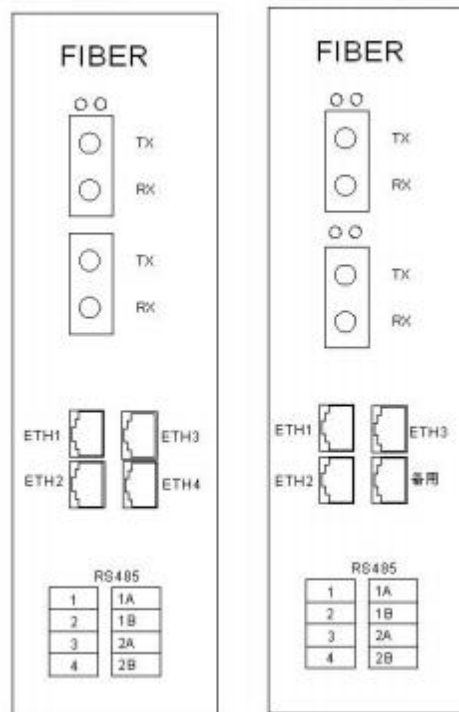 FIBER
TX
RX
TX
RX
ETH1
ETH3
ETH2
ETH4
RS485
1 1A
2 1B
3 2A
4 2B
FIBER
TX
RX
TX
RX
ETH1
ETH3
ETH2
备用
RS485
1 1A
2 1B
3 2A
4 2B